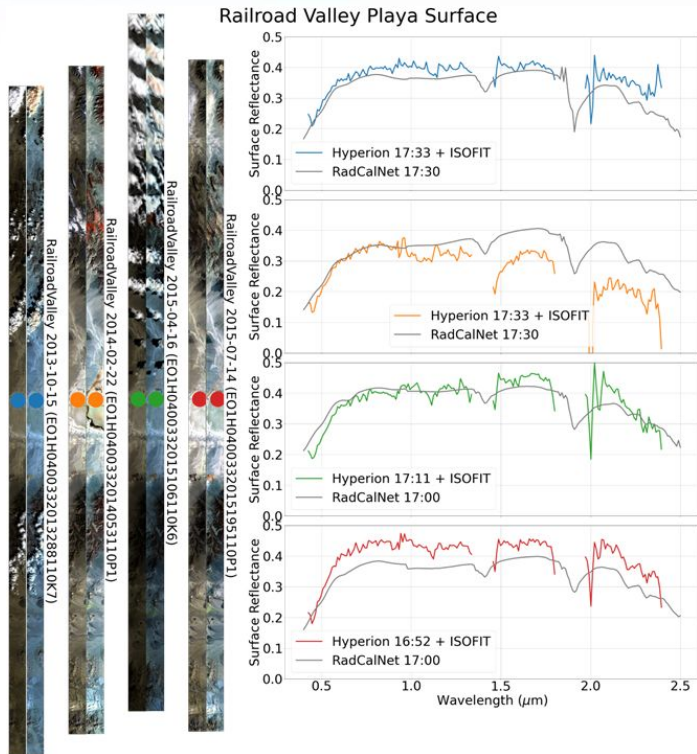 Railroad Valley Playa Surface
RailroadValley 2013-10-15 (EO1H0400332013288110K7)
RailroadValley 2014-02-22 (EO1H0400332014053110P1)
RailroadValley 2015-04-16 (EO1H0400332015106110K6)
RailroadValley 2015-07-14 (EO1H0400332015195110P1)
Surface Reflectance
0.5
0.4
0.3
0.2
0.1
0.0
Hyperion 17:33 + ISOFIT
RadCalNet 17:30
Surface Reflectance
0.5
0.4
0.3
0.2
0.1
0.0
Hyperion 17:33 + ISOFIT
RadCalNet 17:30
Surface Reflectance
0.5
0.4
0.3
0.2
0.1
0.0
Hyperion 17:11 + ISOFIT
RadCalNet 17:00
Surface Reflectance
0.5
0.4
0.3
0.2
0.1
0.0
Hyperion 16:52 + ISOFIT
RadCalNet 17:00
0.5 1.0 1.5 2.0 2.5
Wavelength (μm)